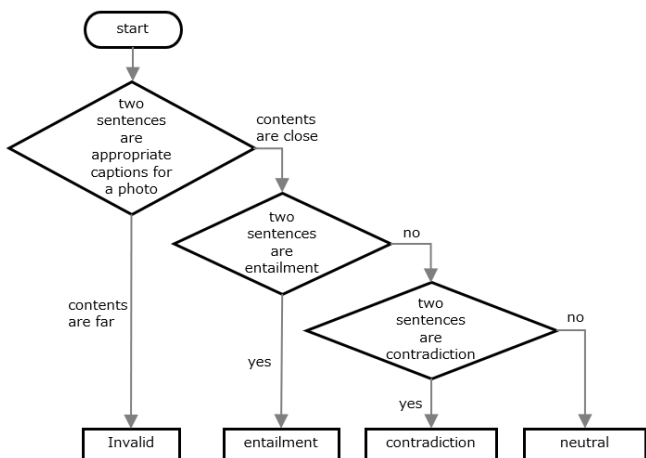 start
two
sentences
are
appropriate
captions for
a photo
contents
are close
two
sentences
are
entailment
no
contents
are far
two
sentences
are
contradiction
no
yes
yes
Invalid
entailment
contradiction
neutral